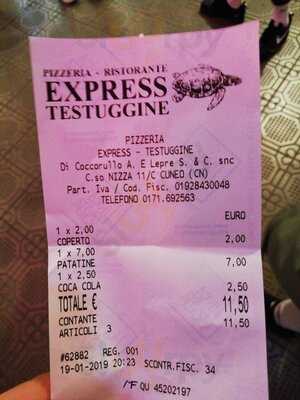 PIZZERIA - RISTORANTE
EXPRESS
TESTUGGINE
PIZZERIA
EXPRESS - TESTUGGINE
Di Coccorullo A. E Lepre S. & C. snc
C.so NIZZA 11/C CUNEO (CN)
Part. Iva / Cod. Fisc. 01928430048
TELEFONO 0171.692563
EURO
1 x 2,00
COPERTO 2,00
1 x 7,00
PATATINE 7,00
1 x 2,50
COCA COLA 2,50
TOTALE € 11,50
CONTANTE 11,50
ARTICOLI 3
#62882 REG. 001
19-01-2019 20:23 SCONTR.FISC. 34
MF QU 45202197